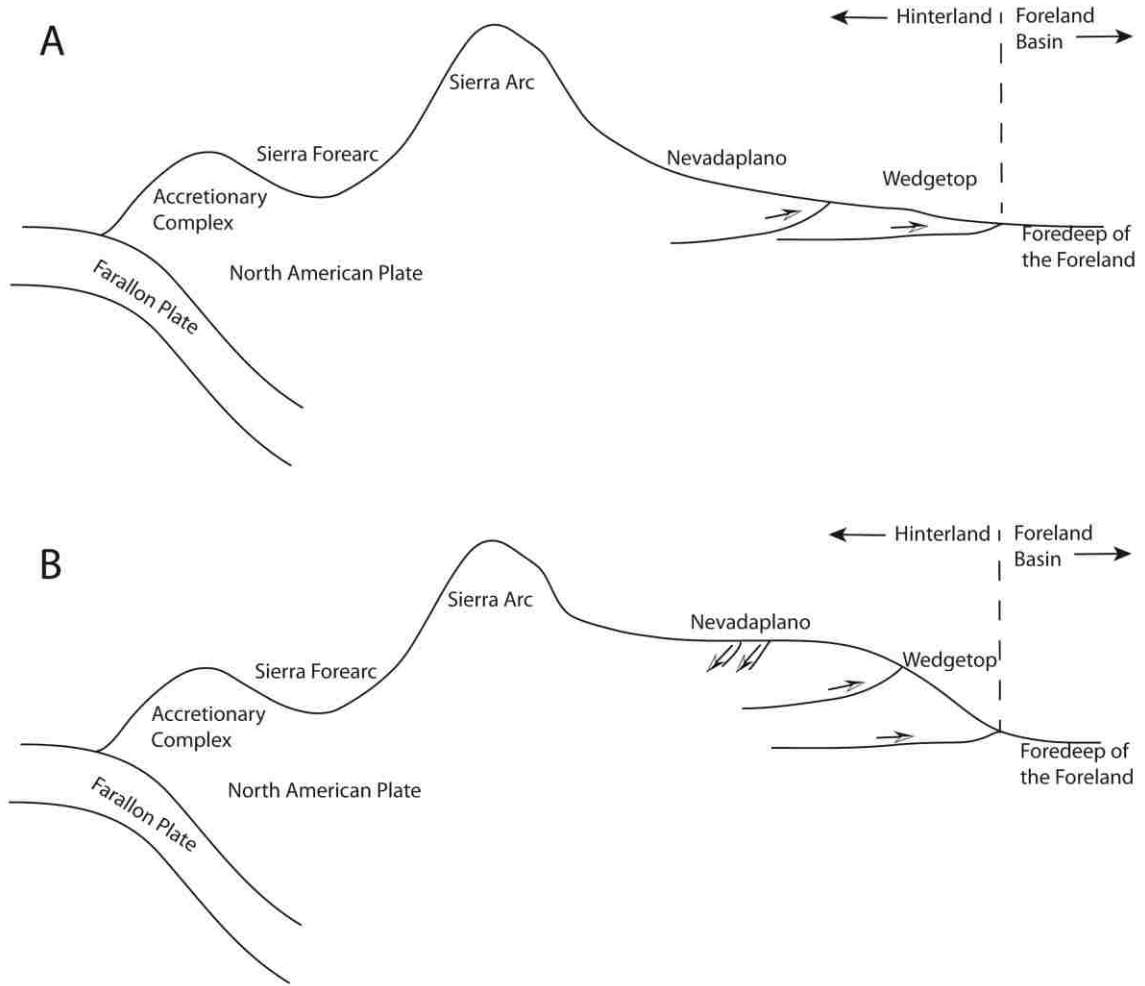 A
Hinterland
Foreland
Basin
Sierra Arc
Sierra Forearc
Nevadaplano
Wedgetop
Accretionary
Complex
Foredeep of
the Foreland
North American Plate
Farallon Plate
B
Hinterland
Foreland
Basin
Sierra Arc
Nevadaplano
Sierra Forearc
Wedgetop
Accretionary
Complex
Foredeep of
the Foreland
North American Plate
Farallon Plate